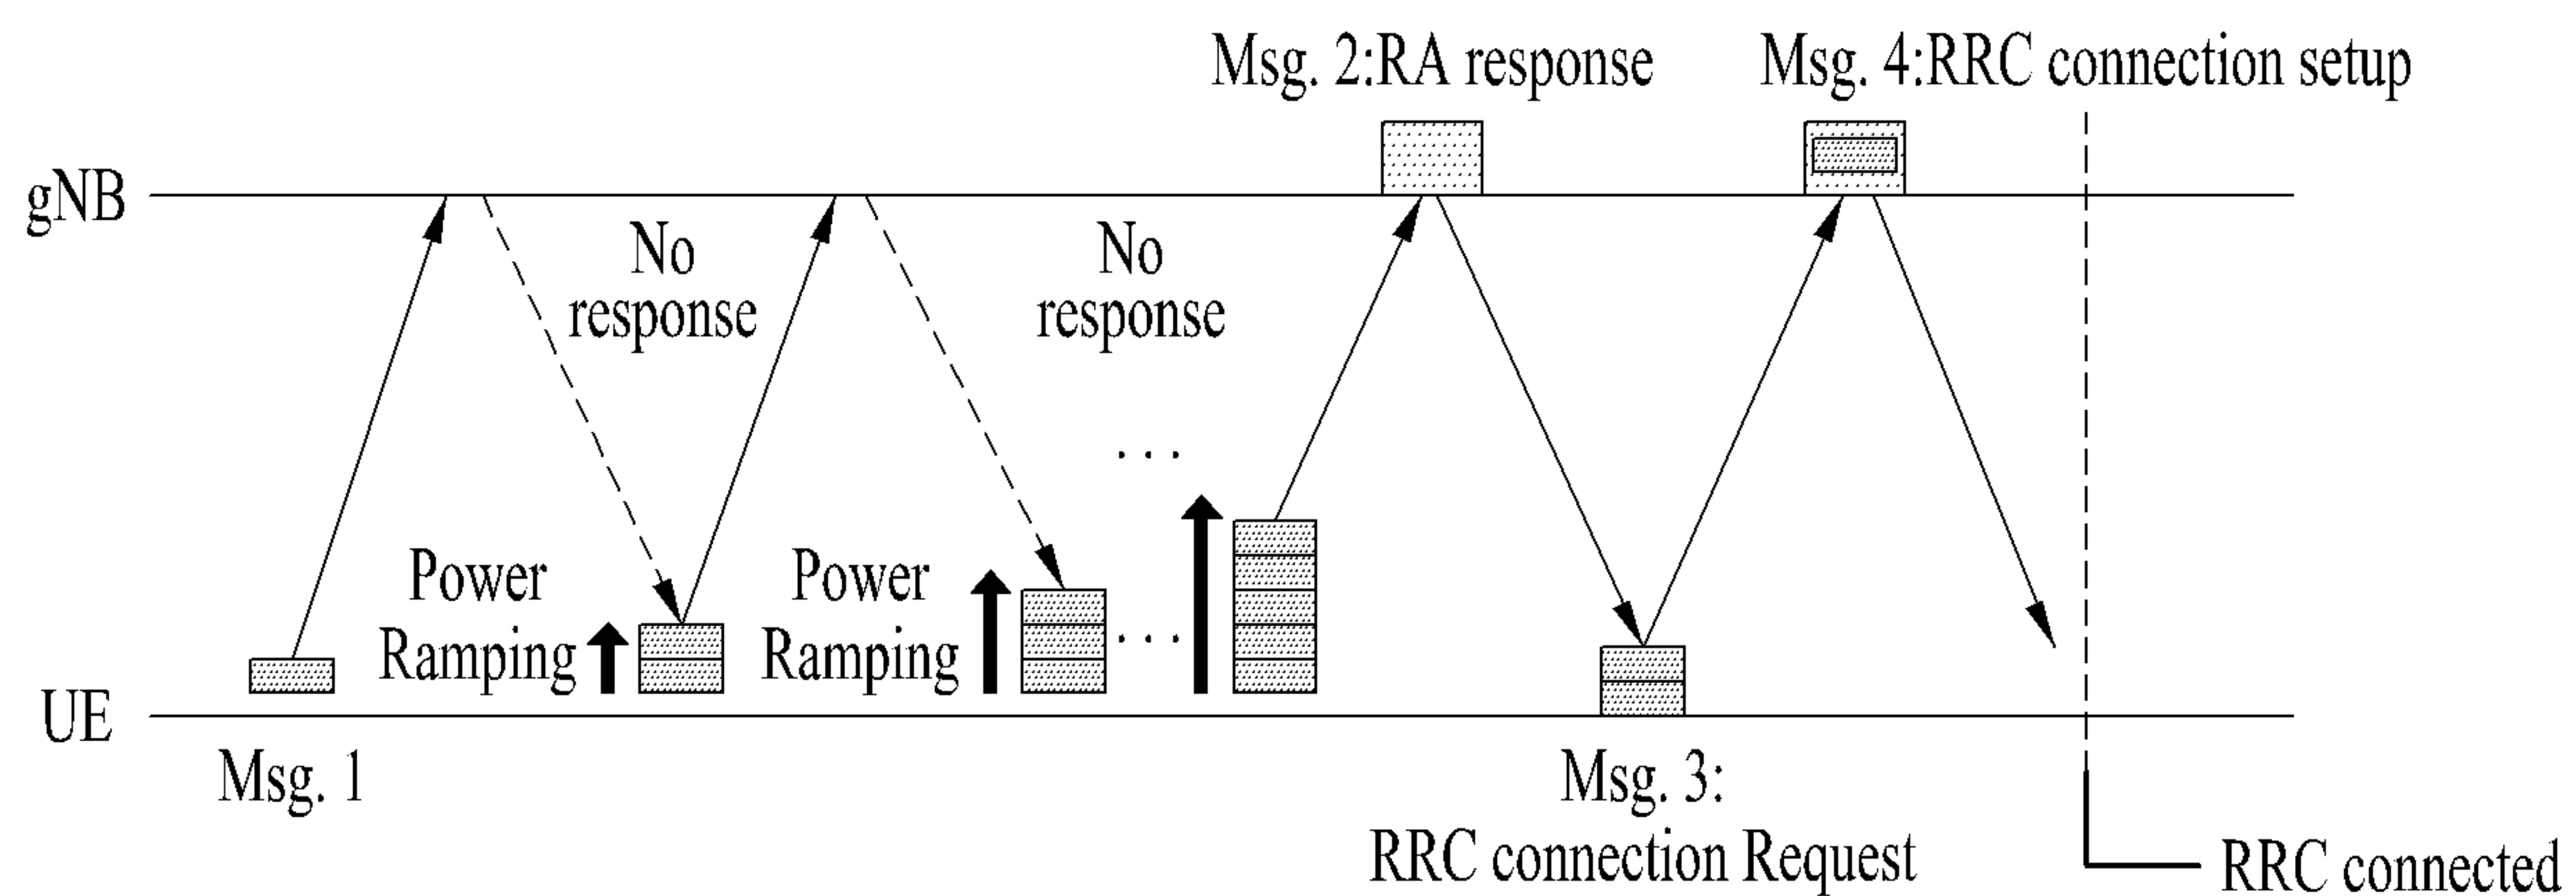 Msg. 2:RA response
Msg. 4:RRC connection setup
gNB
No
response
No
response
. . .
Power
Ramping
Power
Ramping
. . .
UE
Msg. 1
Msg. 3:
RRC connection Request
RRC connected